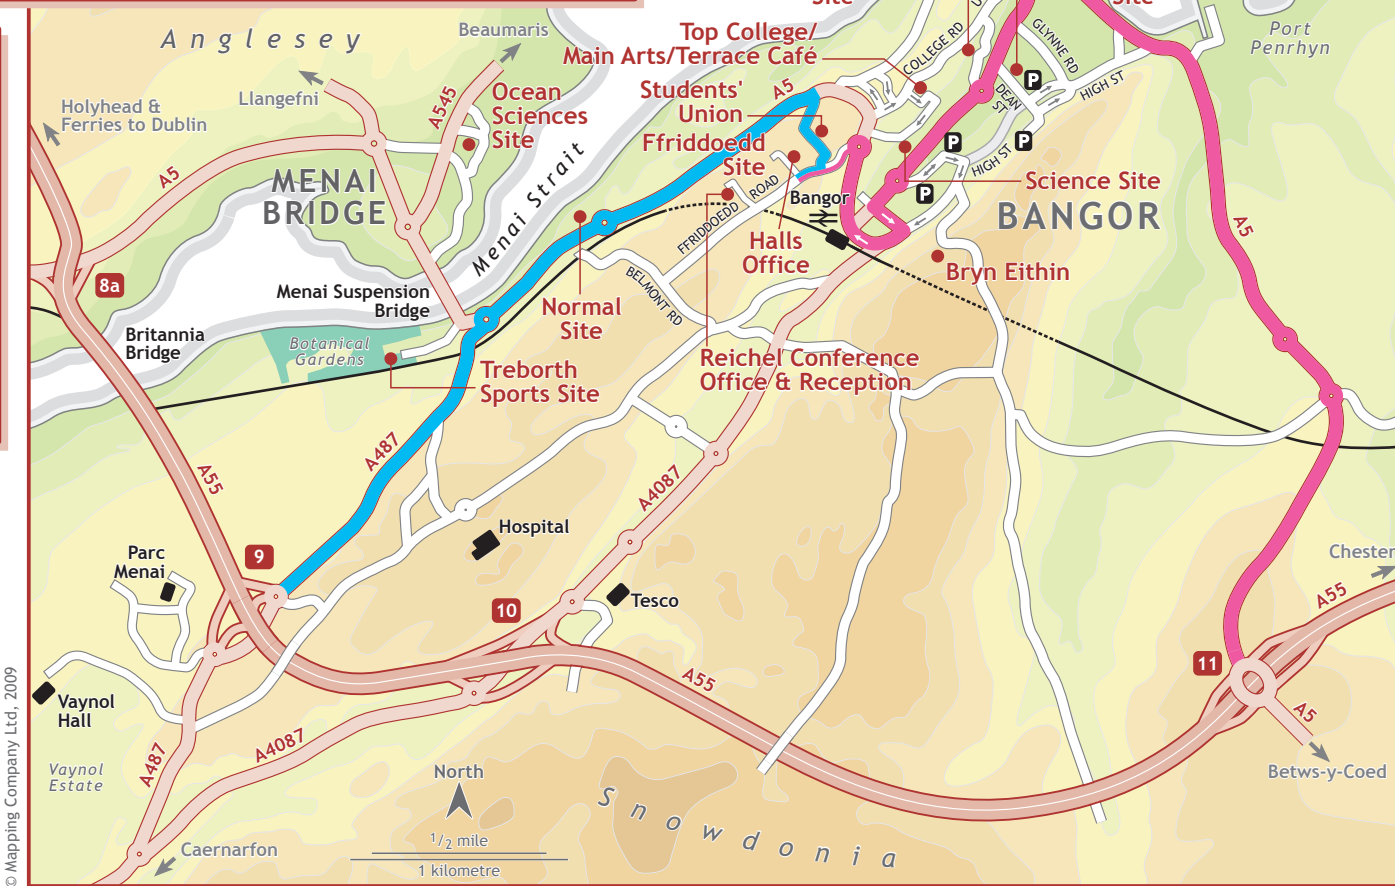 Site
Site
Top College/
Main Arts/Terrace Café
COLLEGE RD
GLYNNE RD
Port
Penrhyn
Anglesey
Beaumaris
Llangefni
Holyhead &
Ferries to Dublin
A545
Ocean
Sciences
Site
A5
Students'
Union
Ffriddoedd
Site
P
DEAN
ST
HIGH ST
P
P
HIGH ST
P
Science Site
BANGOR
A5
A5
MENAI
BRIDGE
Menai Strait
Bangor
FFRIDDOEDD ROAD
Halls
Office
Bryn Eithin
8a
Menai Suspension
Bridge
Britannia
Bridge
Botanical
Gardens
BELMONT RD
Normal
Site
Treborth
Sports Site
Reichel Conference
Office & Reception
A487
A55
A4087
Hospital
Parc
Menai
9
10
Tesco
Chester
A55
11
A5
Betws-y-Coed
A55
Vaynol
Hall
Vaynol
Estate
A487
A4087
North
1/2 mile
1 kilometre
Snowdonia
Caernarfon
© Mapping Company Ltd, 2009